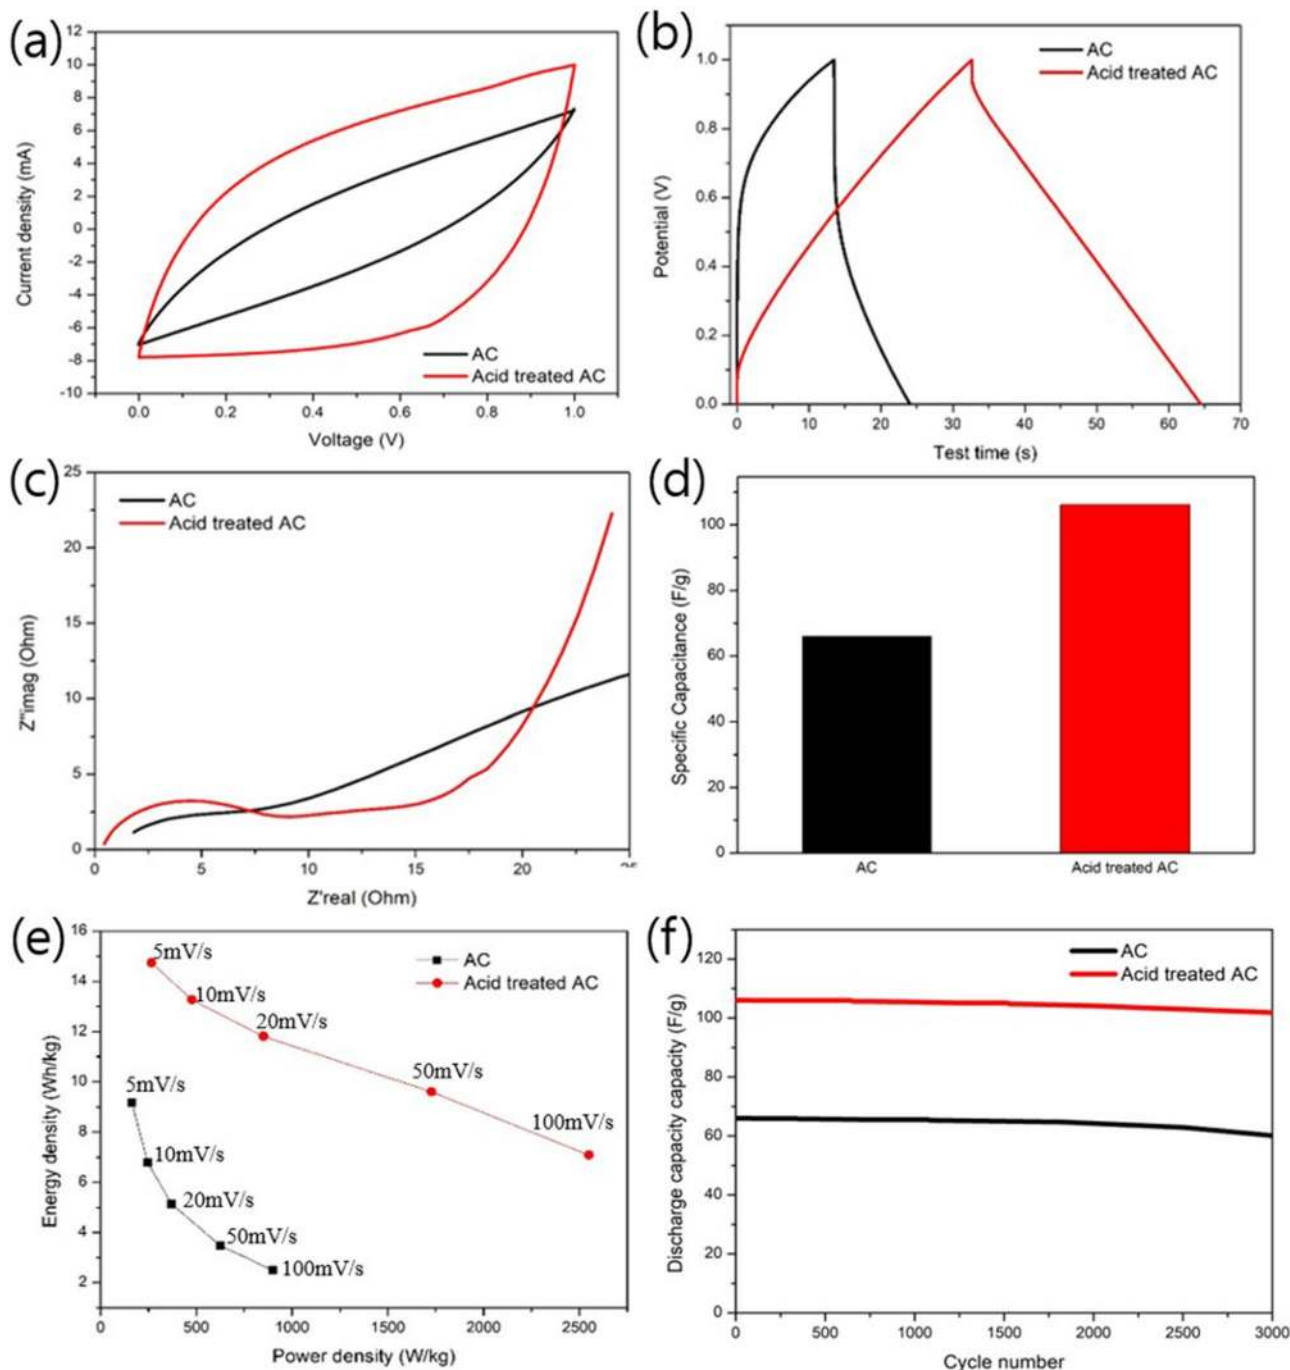 (a)
12
10
8
6
4
2
0
-2
-4
-6
-8
-10
Current density (mA)
AC
Acid treated AC
0.0 0.2 0.4 0.6 0.8 1.0
Voltage (V)
(b)
AC
Acid treated AC
1.0
0.8
0.6
0.4
0.2
0.0
Potential (V)
0 10 20 30 40 50 60 70
Test time (s)
(c)
25
20
15
10
5
0
Z"imag (Ohm)
AC
Acid treated AC
0 5 10 15 20
Z'real (Ohm)
(d)
100
80
60
40
20
0
Specific Capacitance (F/g)
AC Acid treated AC
(e)
16
14
12
10
8
6
4
2
Energy density (Wh/kg)
AC
Acid treated AC
5mV/s
10mV/s
20mV/s
50mV/s
100mV/s
5mV/s
10mV/s
20mV/s
50mV/s
100mV/s
0 500 1000 1500 2000 2500
Power density (W/kg)
(f)
120
100
80
60
40
20
0
Discharge capacity capacity (F/g)
AC
Acid treated AC
0 500 1000 1500 2000 2500 3000
Cycle number